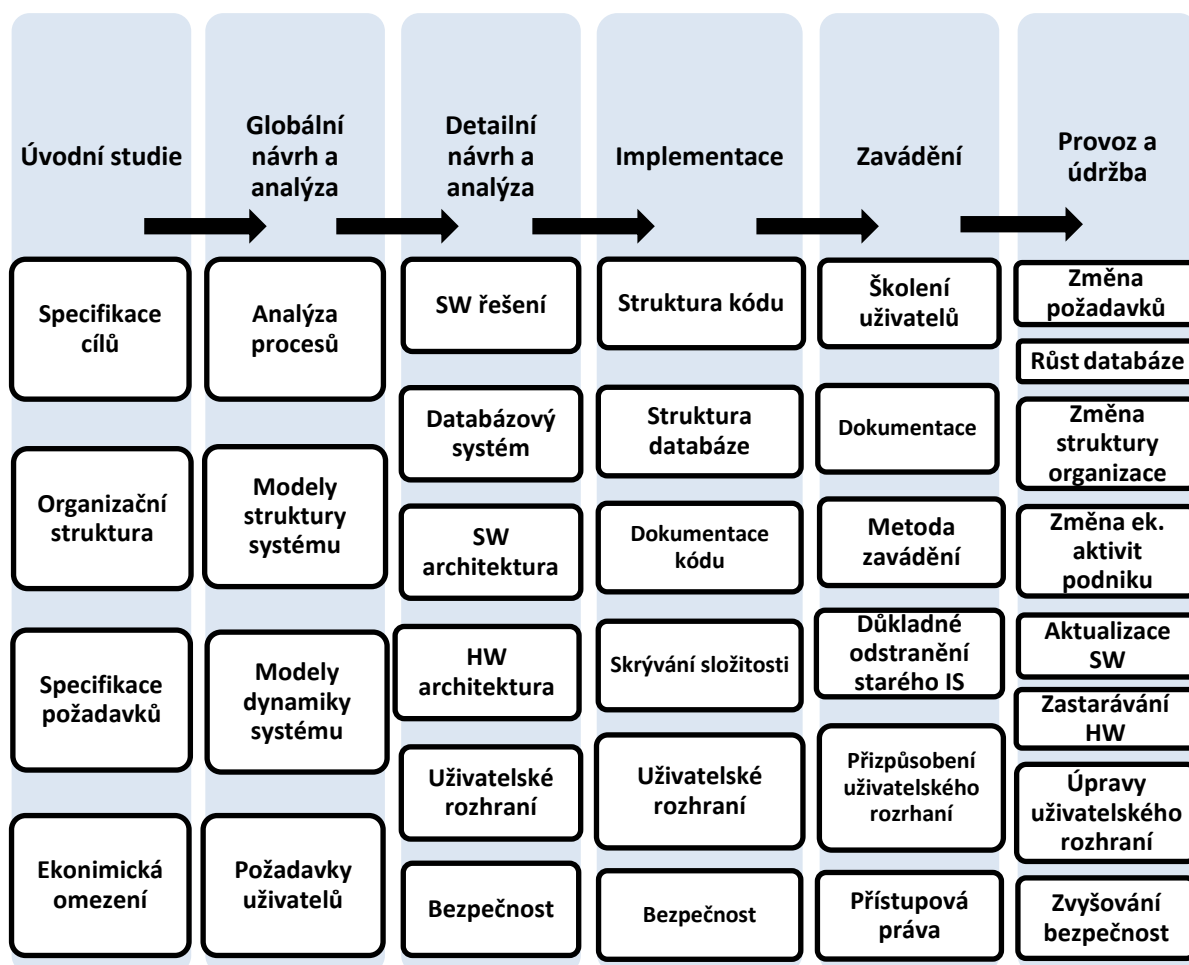 Úvodní studie
Specifikace
cílů
Organizační
struktura
Specifikace
požadavků
Ekonimická
omezení
Globální
návrh a
analýza
Analýza
procesů
Modely
struktury
systému
Modely
dynamiky
systému
Požadavky
uživatelů
Detailní
návrh a
analýza
SW řešení
Databázový
systém
SW
architektura
HW
architektura
Uživatelské
rozhraní
Bezpečnost
Implementace
Struktura kódu
Struktura
databáze
Dokumentace
kódu
Skrývání složitosti
Uživatelské
rozhraní
Bezpečnost
Zavádění
Školení
uživatelů
Dokumentace
Metoda
zavádění
Důkladné
odstranění
starého IS
Přizpůsobení
uživatelského
rozrhaní
Přístupová
práva
Provoz a
údržba
Změna
požadavků
Růst databáze
Změna
struktury
organizace
Změna ek.
aktivit
podniku
Aktualizace
SW
Zastarávání
HW
Úpravy
uživatelského
rozhraní
Zvyšování
bezpečnost